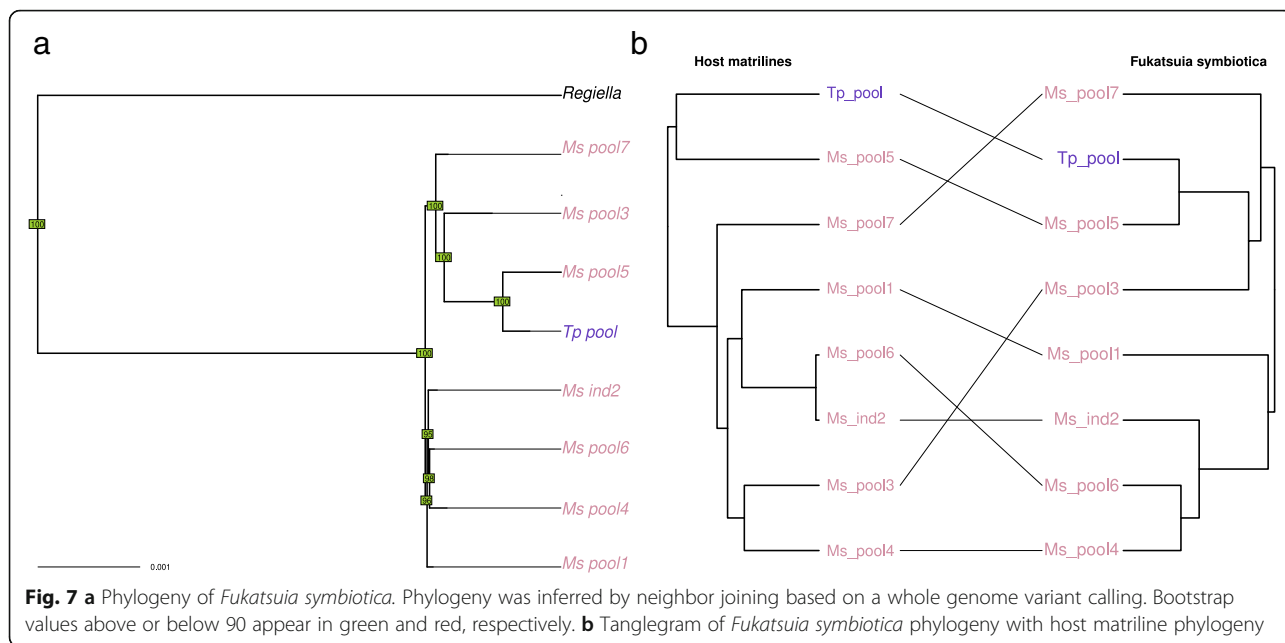 a
Regiella
Ms pool7
Ms pool3
Ms pool5
Tp pool
Ms ind2
Ms pool6
Ms pool4
Ms pool1
100
100
100
100
100
95
98
96
0.001
b
Host matrilines
Fukatsuia symbiotica
Tp_pool
Ms_pool5
Ms_pool7
Ms_pool1
Ms_pool6
Ms_ind2
Ms_pool3
Ms_pool4
Ms_pool7
Tp_pool
Ms_pool5
Ms_pool3
Ms_pool1
Ms_ind2
Ms_pool6
Ms_pool4
Fig. 7 a Phylogeny of Fukatsuia symbiotica. Phylogeny was inferred by neighbor joining based on a whole genome variant calling. Bootstrap
values above or below 90 appear in green and red, respectively. b Tanglegram of Fukatsuia symbiotica phylogeny with host matriline phylogeny